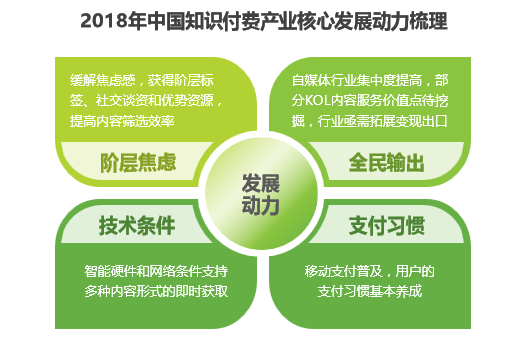 2018年中国知识付费产业核心发展动力梳理
缓解焦虑感，获得阶层标
签、社交谈资和优势资源，
提高内容筛选效率
阶层焦虑
自媒体行业集中度提高，部
分KOL内容服务价值点待挖
掘，行业亟需拓展变现出口
全民输出
发展
动力
技术条件
智能硬件和网络条件支持
多种内容形式的即时获取
支付习惯
移动支付普及，用户的
支付习惯基本养成